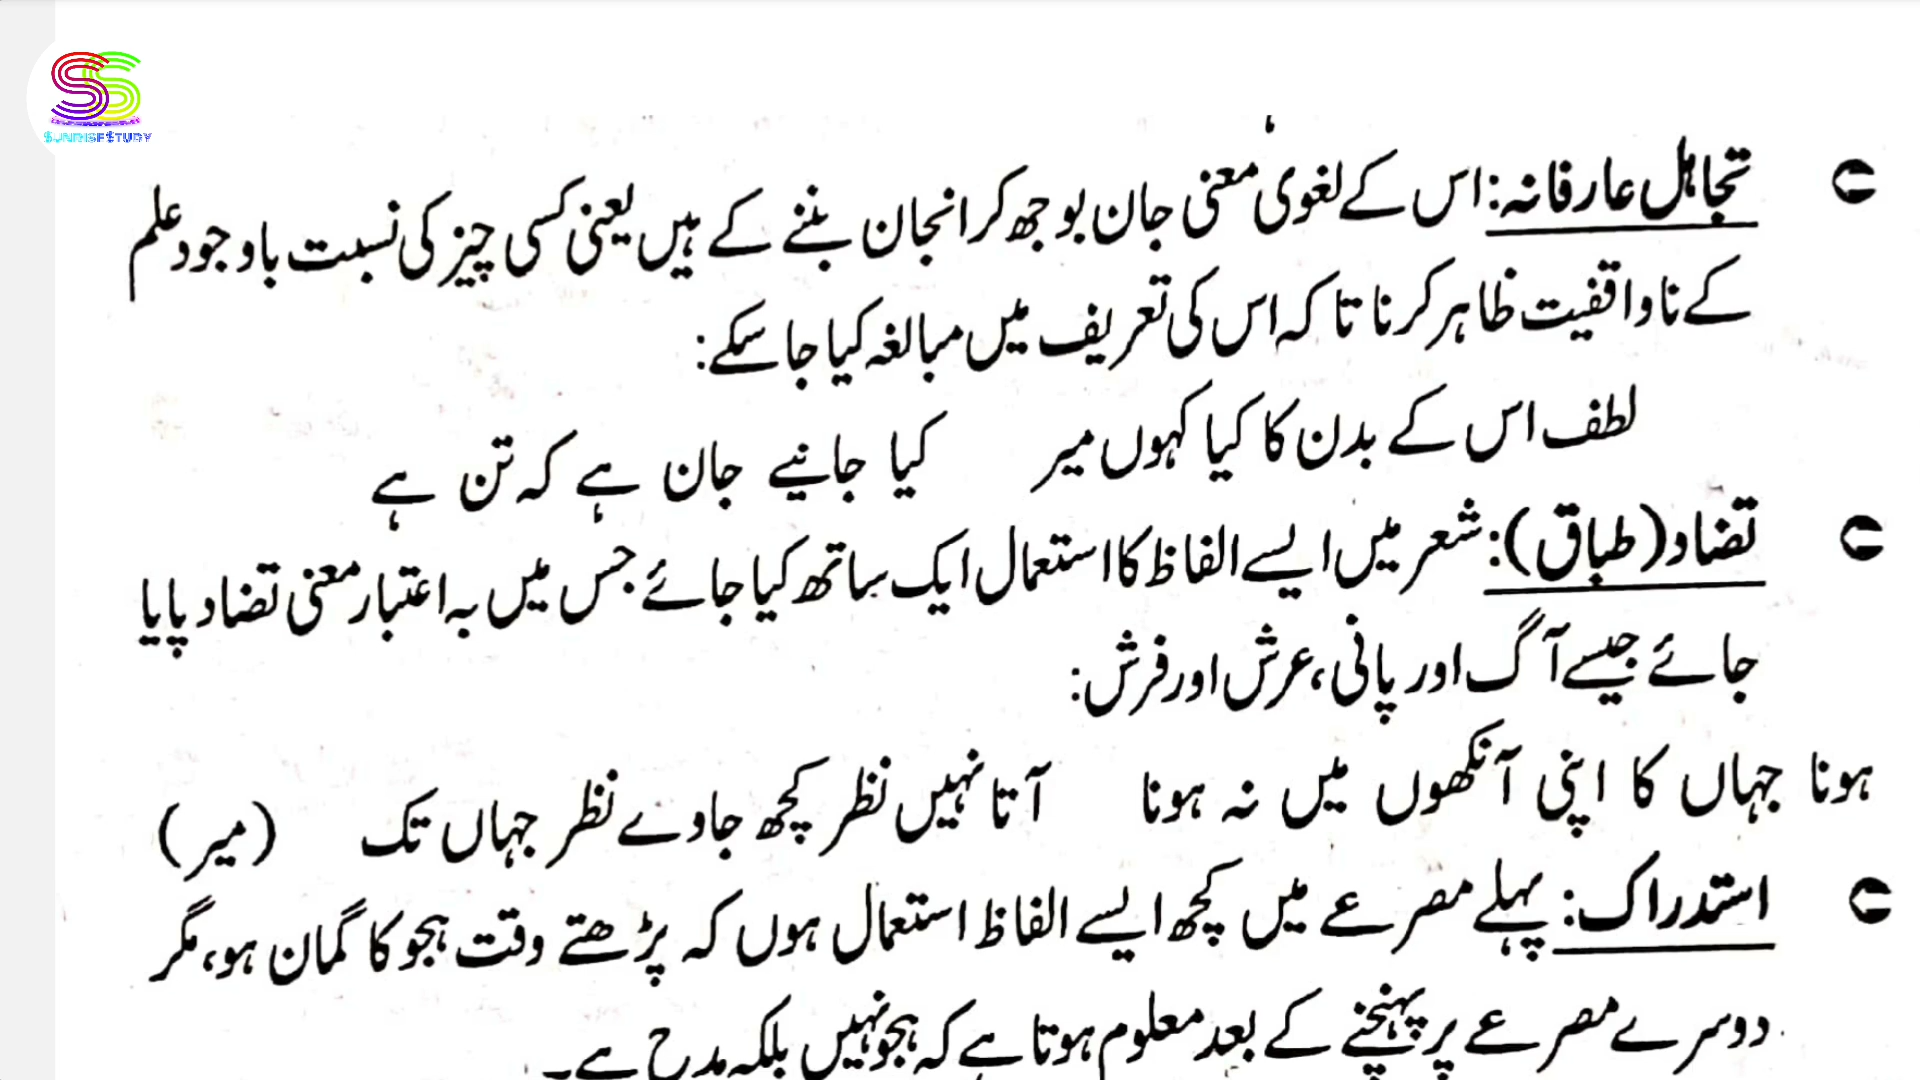 SUNRISESTUDY
تجاہل عارفانہ: اس کے لغوی معنی جان بوجھ کر انجان بننے کے ہیں یعنی کسی چیز کی نسبت باوجود علم
کے ناواقفیت ظاہر کرنا تا کہ اس کی تعریف میں مبالغہ کیا جا سکے:
لطف اس کے بدن کا کیا کہوں میر کیا جانیے جان ہے کہ تن ہے
تضاد (طباق): شعر میں ایسے الفاظ کا استعمال ایک ساتھ کیا جائے جس میں بہ اعتبار معنی تضاد پایا
جائے جیسے آگ اور پانی، عرش اور فرش:
ہونا جہاں کا اپنی آنکھوں میں نہ ہونا آتا نہیں نظر کچھ جاوے نظر جہاں تک (میر)
استدراک: پہلے مصرعے میں کچھ ایسے الفاظ استعمال ہوں کہ پڑھتے وقت ہجو کا گمان ہو، مگر
دوسرے مصرعے پر پہنچنے کے بعد معلوم ہوتا ہے کہ ہجو نہیں بلکہ مدح ہے۔